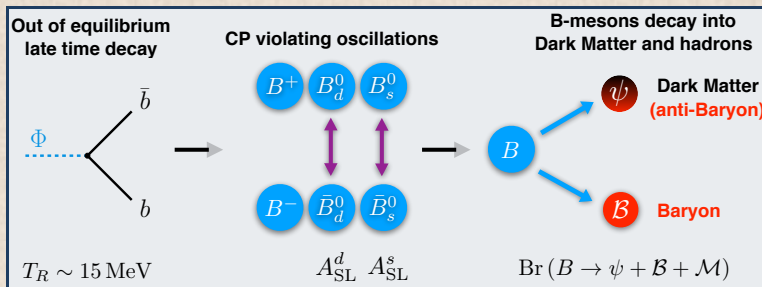 Out of equilibrium
late time decay
Φ
b̄
b
T_R ∼ 15 MeV
CP violating oscillations
B⁺ B⁰_d B⁰_s
B⁻ B̄⁰_d B̄⁰_s
A^d_SL A^s_SL
B-mesons decay into
Dark Matter and hadrons
B
ψ
Dark Matter
(anti-Baryon)
ℬ
Baryon
Br (B → ψ + ℬ + ℳ)